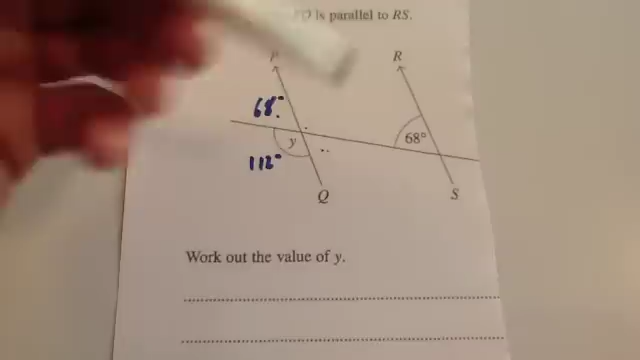 is parallel to RS.
P R
68°
y 68°
112°
Q S
Work out the value of y.